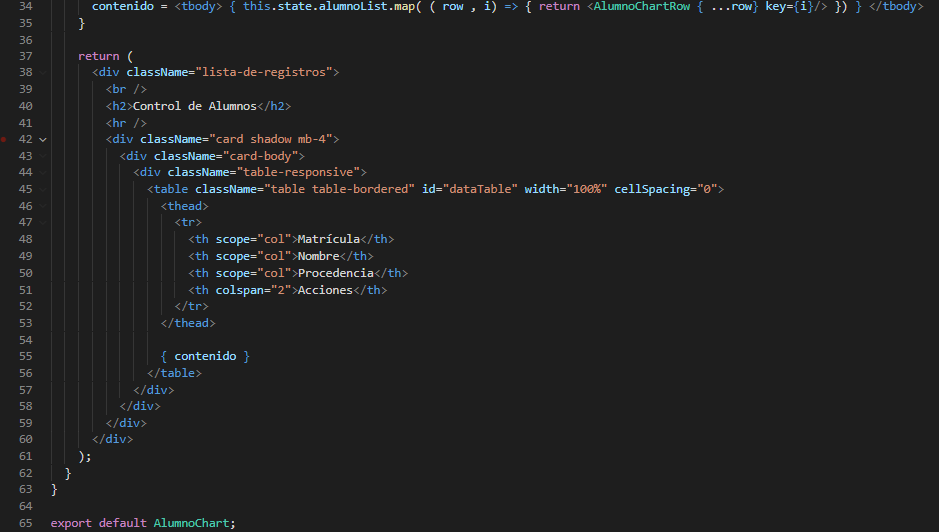 34 contenido = <tbody> { this.state.alumnoList.map( ( row , i) => { return <AlumnoChartRow { ...row} key={i}/> }) } </tbody>
35 }
36
37 return (
38 <div className="lista-de-registros">
39 <br />
40 <h2>Control de Alumnos</h2>
41 <hr />
42 <div className="card shadow mb-4">
43 <div className="card-body">
44 <div className="table-responsive">
45 <table className="table table-bordered" id="dataTable" width="100%" cellSpacing="0">
46 <thead>
47 <tr>
48 <th scope="col">Matrícula</th>
49 <th scope="col">Nombre</th>
50 <th scope="col">Procedencia</th>
51 <th colspan="2">Acciones</th>
52 </tr>
53 </thead>
54
55 { contenido }
56 </table>
57 </div>
58 </div>
59 </div>
60 </div>
61 );
62 }
63 }
64
65 export default AlumnoChart;